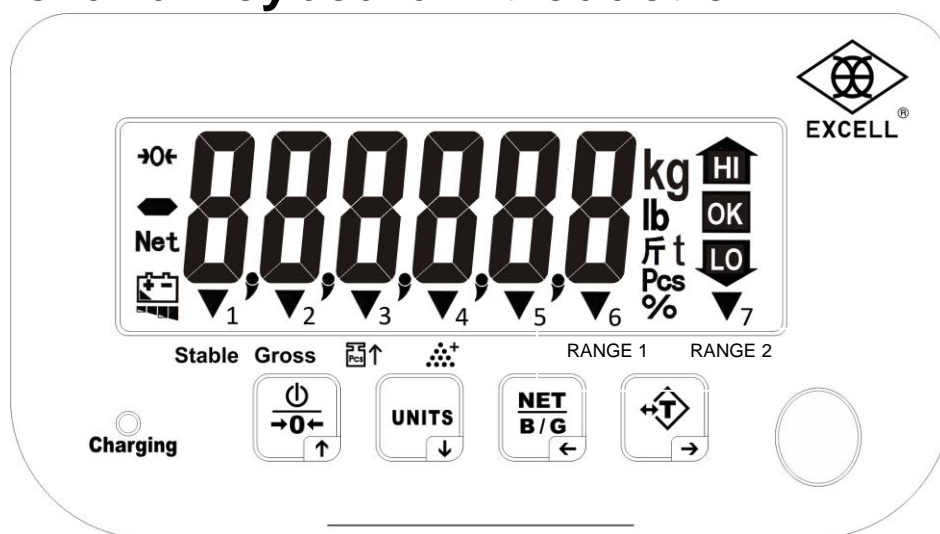 EXCELL®
→0← 888888 kg HI
lb OK
Net 斤 t LO
Pcs
1 2 3 4 5 6 % 7
Stable Gross Pcs↑ + RANGE 1 RANGE 2
→0← UNITS NET B/G ↔T
↑ ↓ ← →
Charging